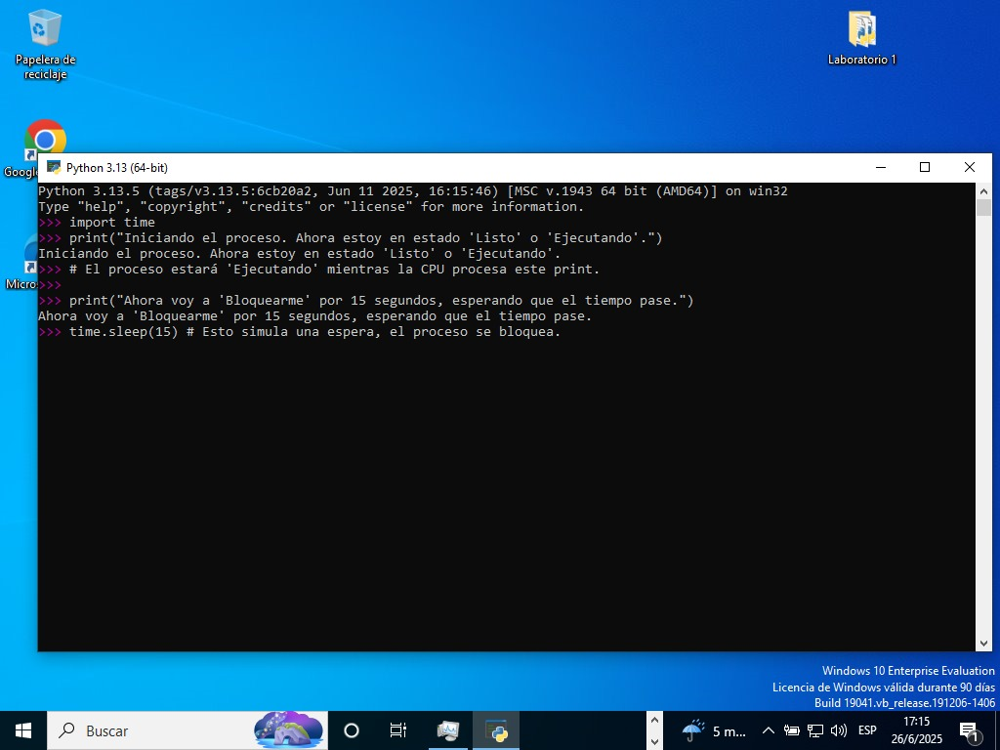 Papelera de
reciclaje
Laboratorio 1
Google
Micros
Python 3.13 (64-bit)
Python 3.13.5 (tags/v3.13.5:6cb20a2, Jun 11 2025, 16:15:46) [MSC v.1943 64 bit (AMD64)] on win32
Type "help", "copyright", "credits" or "license" for more information.
>>> import time
>>> print("Iniciando el proceso. Ahora estoy en estado 'Listo' o 'Ejecutando'.")
Iniciando el proceso. Ahora estoy en estado 'Listo' o 'Ejecutando'.
>>> # El proceso estará 'Ejecutando' mientras la CPU procesa este print.
>>>
>>> print("Ahora voy a 'Bloquearme' por 15 segundos, esperando que el tiempo pase.")
Ahora voy a 'Bloquearme' por 15 segundos, esperando que el tiempo pase.
>>> time.sleep(15) # Esto simula una espera, el proceso se bloquea.
Windows 10 Enterprise Evaluation
Licencia de Windows válida durante 90 días
Build 19041.vb_release.191206-1406
Buscar
5 m...
ESP
17:15
26/6/2025
1